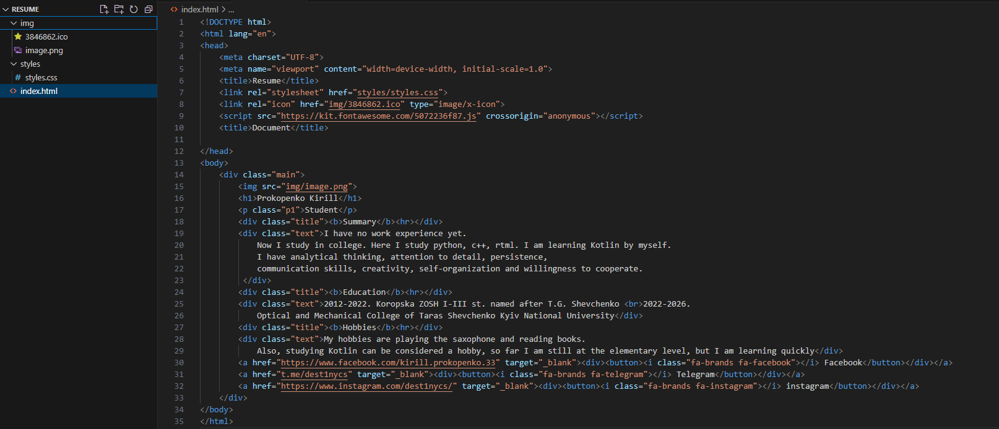 RESUME
img
3846862.ico
image.png
styles
# styles.css
<> index.html
<> index.html > ...
1 <!DOCTYPE html>
2 <html lang="en">
3 <head>
4 <meta charset="UTF-8">
5 <meta name="viewport" content="width=device-width, initial-scale=1.0">
6 <title>Resume</title>
7 <link rel="stylesheet" href="styles/styles.css">
8 <link rel="icon" href="img/3846862.ico" type="image/x-icon">
9 <script src="https://kit.fontawesome.com/5072236f87.js" crossorigin="anonymous"></script>
10 <title>Document</title>
11
12 </head>
13 <body>
14 <div class="main">
15 <img src="img/image.png">
16 <h1>Prokopenko Kirill</h1>
17 <p class="p1">Student</p>
18 <div class="title"><b>Summary</b><hr></div>
19 <div class="text">I have no work experience yet.
20 Now I study in college. Here I study python, c++, rtml. I am learning Kotlin by myself.
21 I have analytical thinking, attention to detail, persistence,
22 communication skills, creativity, self-organization and willingness to cooperate.
23 </div>
24 <div class="title"><b>Education</b><hr></div>
25 <div class="text">2012-2022. Koropska ZOSH I-III st. named after T.G. Shevchenko <br>2022-2026.
26 Optical and Mechanical College of Taras Shevchenko Kyiv National University</div>
27 <div class="title"><b>Hobbies</b><hr></div>
28 <div class="text">My hobbies are playing the saxophone and reading books.
29 Also, studying Kotlin can be considered a hobby, so far I am still at the elementary level, but I am learning quickly</div>
30 <a href="https://www.facebook.com/kirill.prokopenko.33" target="_blank"><div><button><i class="fa-brands fa-facebook"></i> Facebook</button></div></a>
31 <a href="t.me/dest1nycs" target="_blank"><div><button><i class="fa-brands fa-telegram"></i> Telegram</button></div></a>
32 <a href="https://www.instagram.com/dest1nycs/" target="_blank"><div><button><i class="fa-brands fa-instagram"></i> instagram</button></div></a>
33 </div>
34 </body>
35 </html>